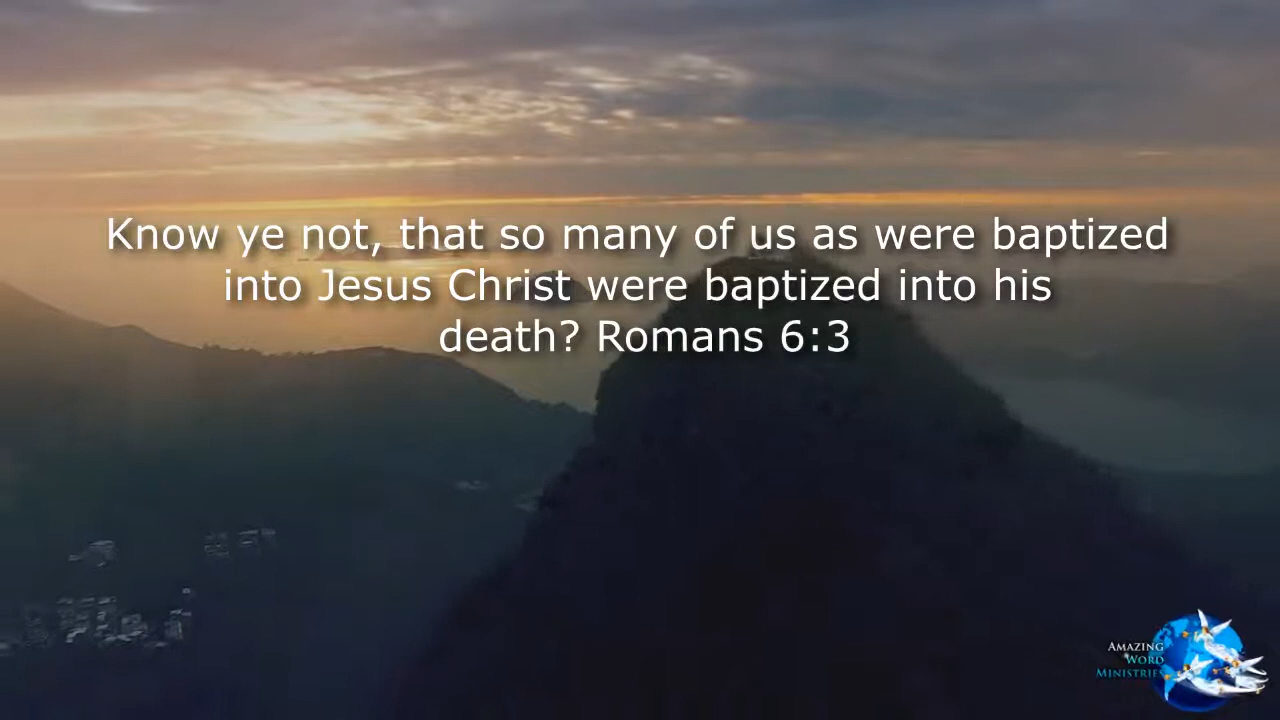 Know ye not, that so many of us as were baptized
into Jesus Christ were baptized into his
death? Romans 6:3
AMAZING
WORD
MINISTRIES